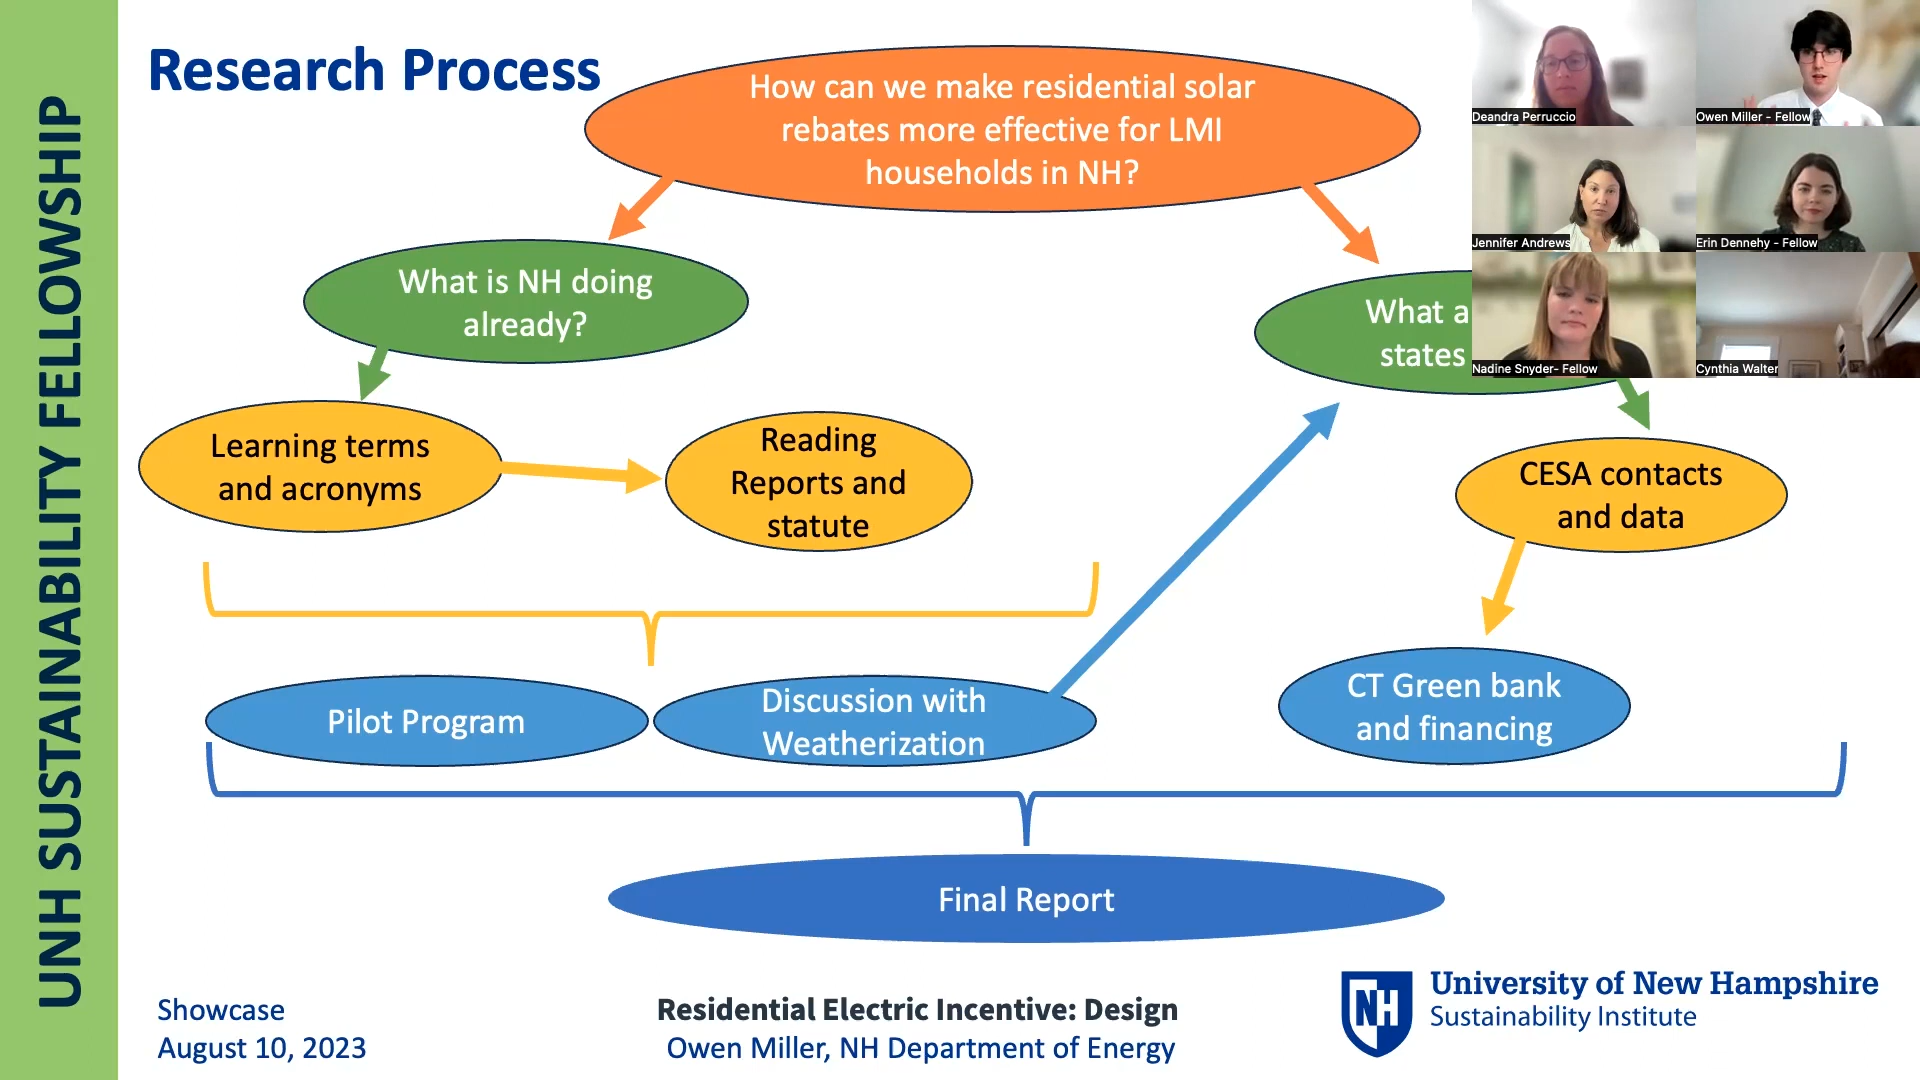 UNH SUSTAINABILITY FELLOWSHIP
Research Process
How can we make residential solar
rebates more effective for LMI
households in NH?
What is NH doing
already?
What a
states
Learning terms
and acronyms
Reading
Reports and
statute
CESA contacts
and data
Pilot Program
Discussion with
Weatherization
CT Green bank
and financing
Final Report
Deandra Perruccio
Owen Miller - Fellow
Jennifer Andrews
Erin Dennehy - Fellow
Nadine Snyder- Fellow
Cynthia Walter
Showcase
August 10, 2023
Residential Electric Incentive: Design
Owen Miller, NH Department of Energy
NH
University of New Hampshire
Sustainability Institute